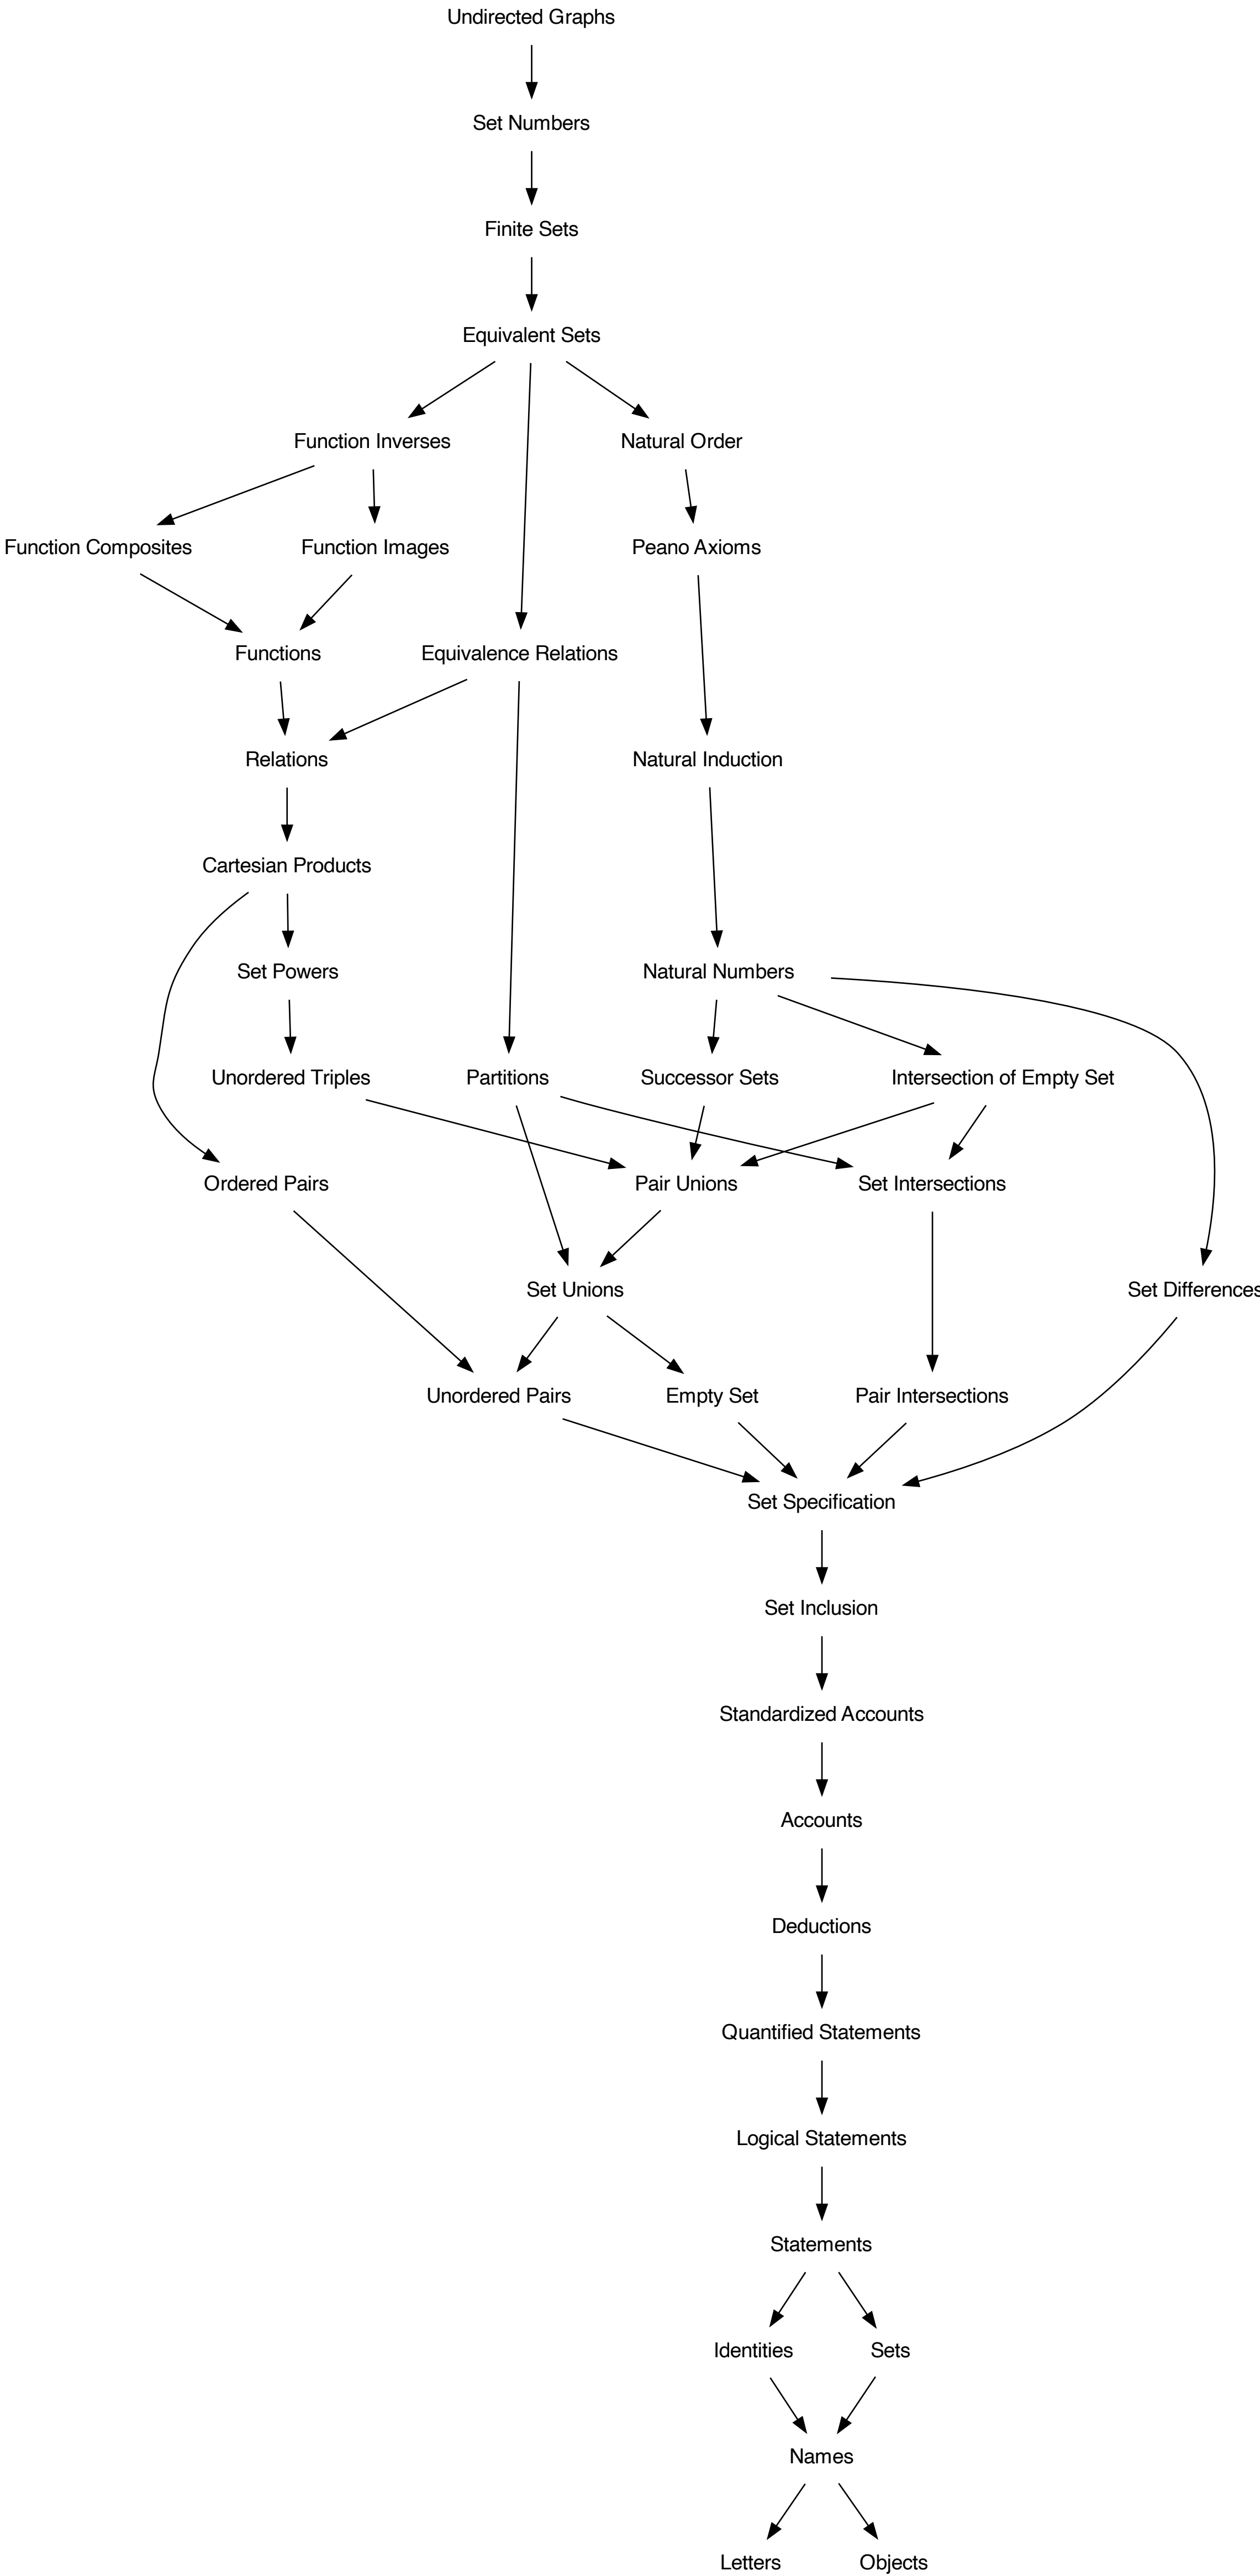 Undirected Graphs
Set Numbers
Finite Sets
Equivalent Sets
Function Inverses
Natural Order
Function Composites
Function Images
Peano Axioms
Functions
Equivalence Relations
Relations
Natural Induction
Cartesian Products
Set Powers
Natural Numbers
Unordered Triples
Partitions
Successor Sets
Intersection of Empty Set
Ordered Pairs
Pair Unions
Set Intersections
Set Unions
Set Differences
Unordered Pairs
Empty Set
Pair Intersections
Set Specification
Set Inclusion
Standardized Accounts
Accounts
Deductions
Quantified Statements
Logical Statements
Statements
Identities
Sets
Names
Letters
Objects